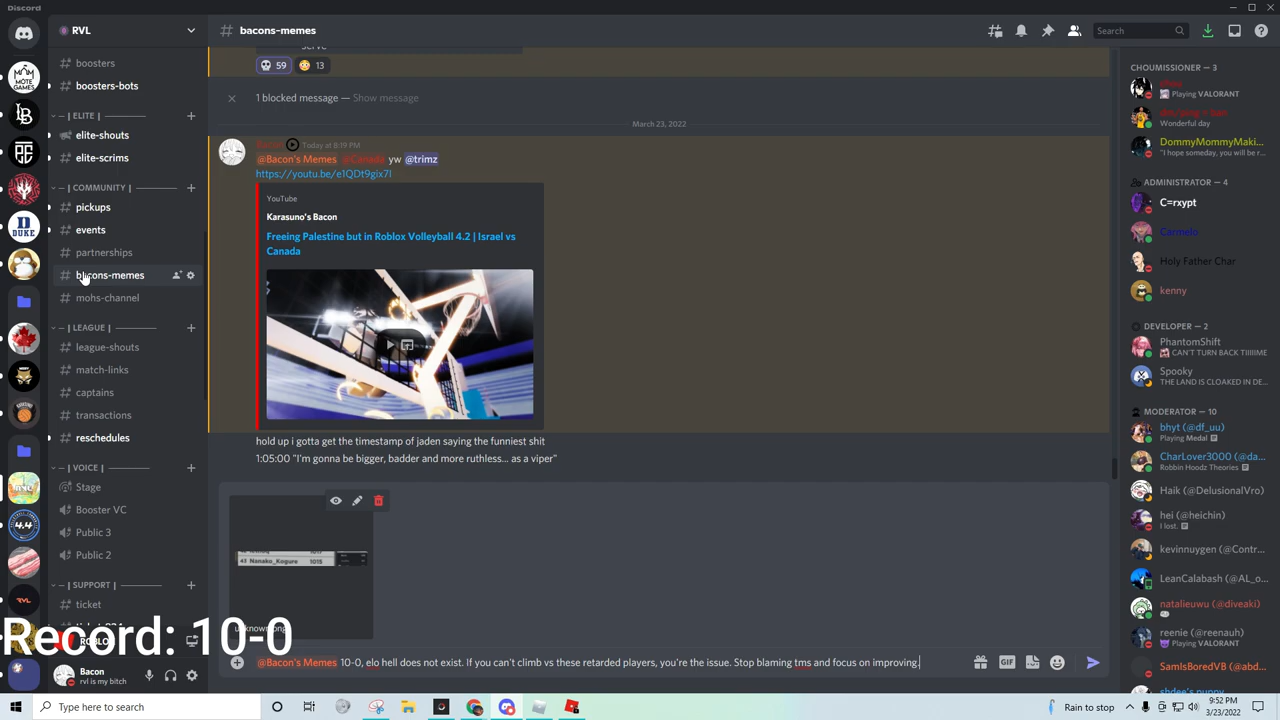 Discord
RVL
bacons-memes
Search
boosters
boosters-bots
| ELITE |
elite-shouts
elite-scrims
| COMMUNITY |
pickups
events
partnerships
bacons-memes
mohs-channel
| LEAGUE |
league-shouts
match-links
captains
transactions
reschedules
| VOICE |
Stage
Booster VC
Public 3
Public 2
| SUPPORT |
ticket
Record: 10-0
Bacon
rvl is my bitch
serve
59
13
1 blocked message — Show message
March 23, 2022
Bacon Today at 8:19 PM
@Bacon's Memes @Canada yw @trimz
https://youtu.be/e1QDt9gix7I
YouTube
Karasuno's Bacon
Freeing Palestine but in Roblox Volleyball 4.2 | Israel vs
Canada
hold up i gotta get the timestamp of jaden saying the funniest shit
1:05:00 "I'm gonna be bigger, badder and more ruthless... as a viper"
43 Nanako_Kogure 1015
@Bacon's Memes 10-0, elo hell does not exist. If you can't climb vs these retarded players, you're the issue. Stop blaming tms and focus on improving.
GIF
CHOUMISSIONER — 3
Playing VALORANT
Wonderful day
DommyMommyMaki...
"I hope someday, you will be r...
ADMINISTRATOR — 4
C=rxypt
Carmelo
Holy Father Char
kenny
DEVELOPER — 2
PhantomShift
CAN'T TURN BACK TIIIIIME
Spooky
THE LAND IS CLOAKED IN DE...
MODERATOR — 10
bhyt (@df_uu)
Playing Medal
CharLover3000 (@da...
Robbin Hoodz Theories
Haik (@DelusionalVro)
hei (@heichin)
I lost.
kevinnuygen (@Contr...
LeanCalabash (@AL_o...
natalieuwu (@diveaki)
reenie (@reenauh)
Playing VALORANT
SamIsBoredVB (@abd...
shdee's puppy
Type here to search
Rain to stop
9:52 PM
3/23/2022